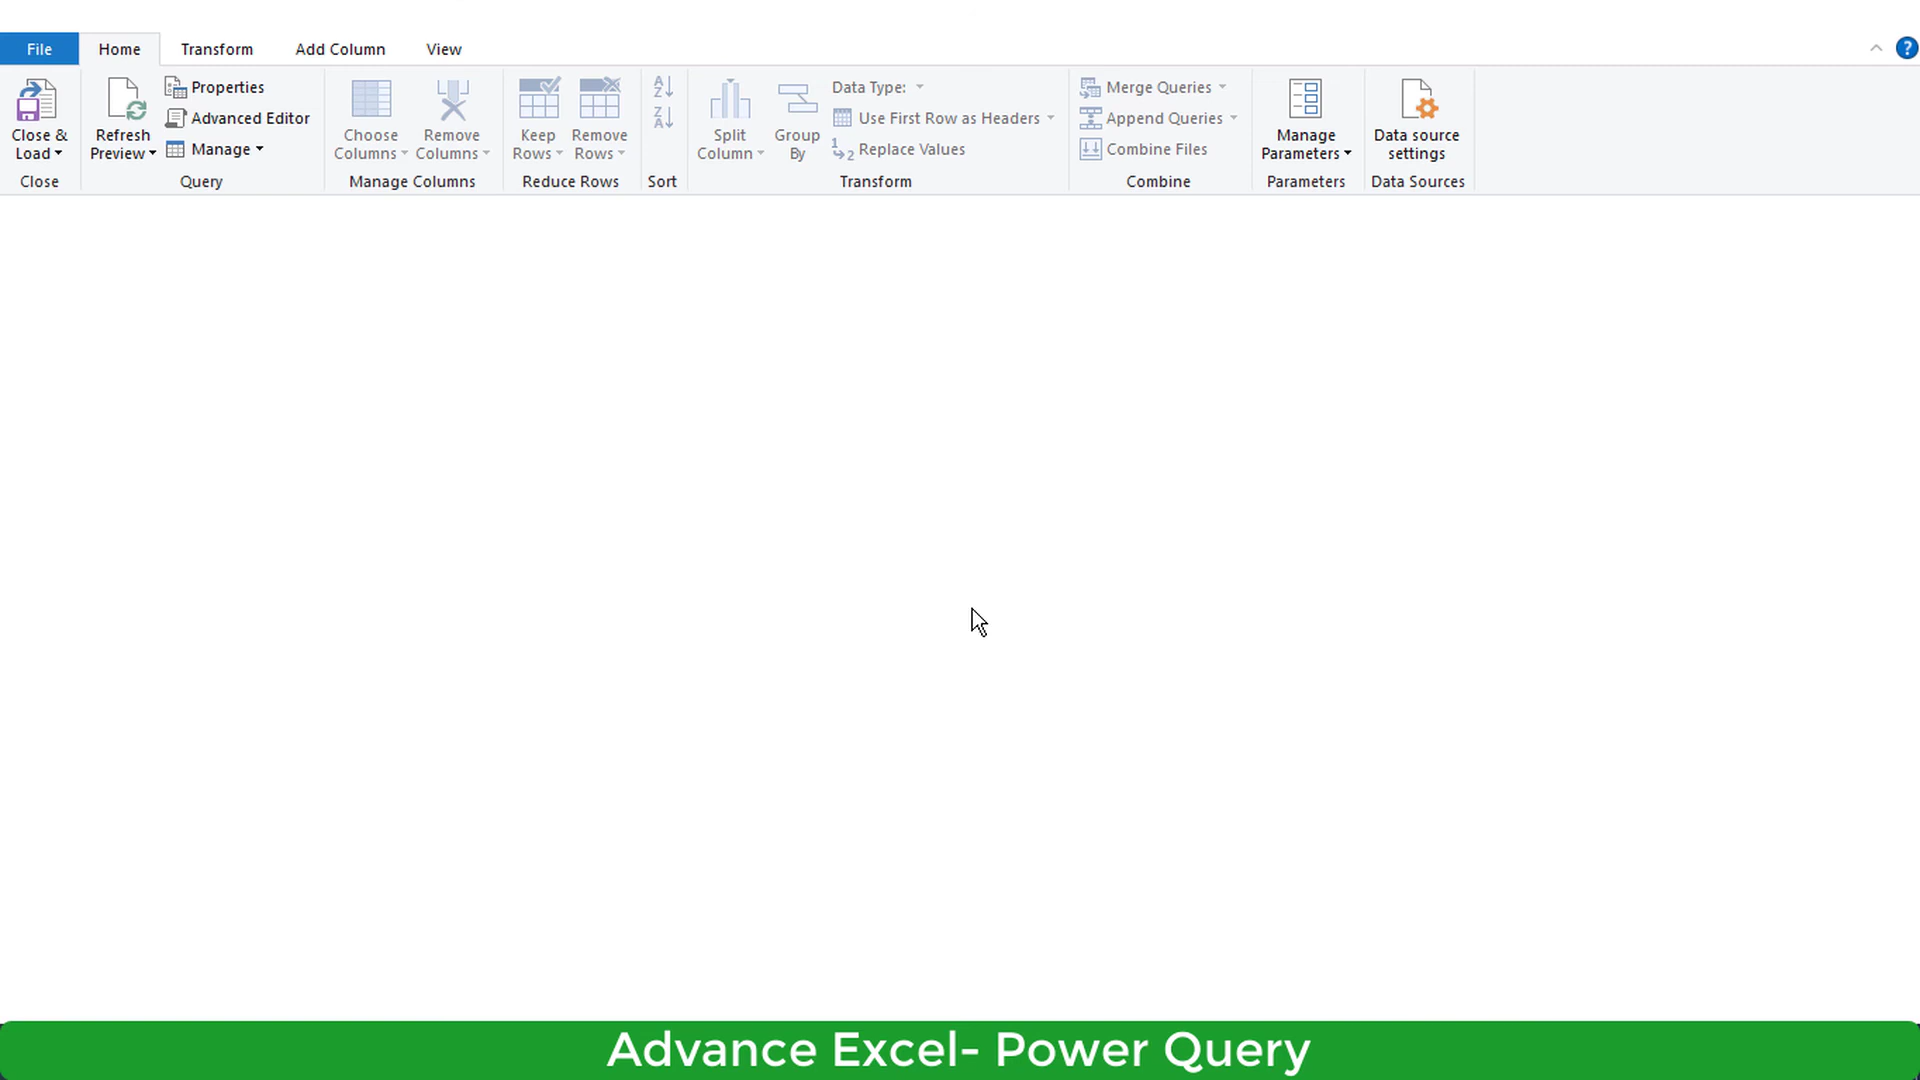 File Home Transform Add Column View ?
Properties
Advanced Editor
Manage
Close &
Load
Refresh
Preview
Choose
Columns
Remove
Columns
Keep
Rows
Remove
Rows
A
Z
Z
A
Split
Column
Group
By
Data Type:
Use First Row as Headers
1
2 Replace Values
Merge Queries
Append Queries
Combine Files
Manage
Parameters
Data source
settings
Close Query Manage Columns Reduce Rows Sort Transform Combine Parameters Data Sources
Advance Excel- Power Query